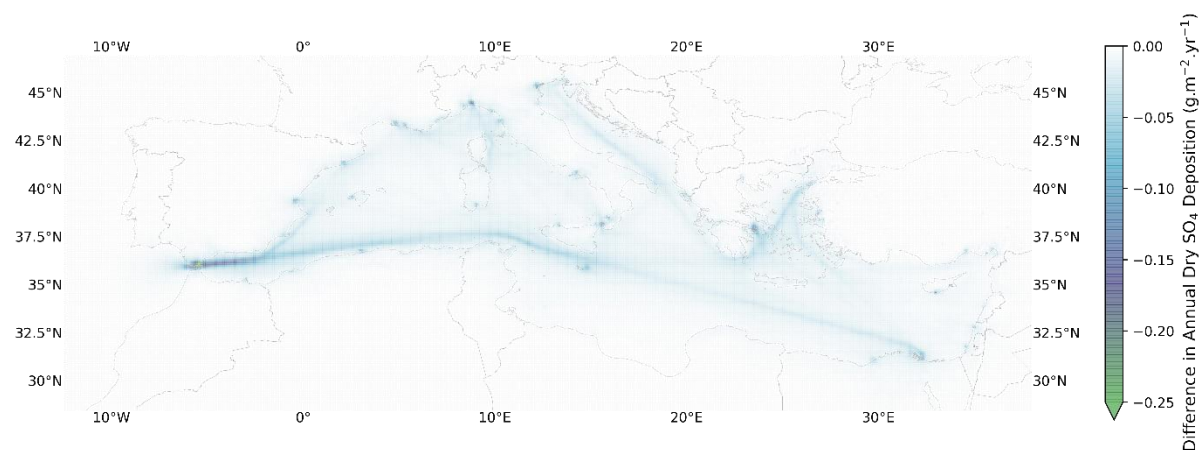 10°W 0° 10°E 20°E 30°E
45°N 45°N
42.5°N 42.5°N
40°N 40°N
37.5°N 37.5°N
35°N 35°N
32.5°N 32.5°N
30°N 30°N
10°W 0° 10°E 20°E 30°E
0.00
−0.05
−0.10
−0.15
−0.20
−0.25
Difference in Annual Dry SO₄ Deposition (g.m⁻².yr⁻¹)